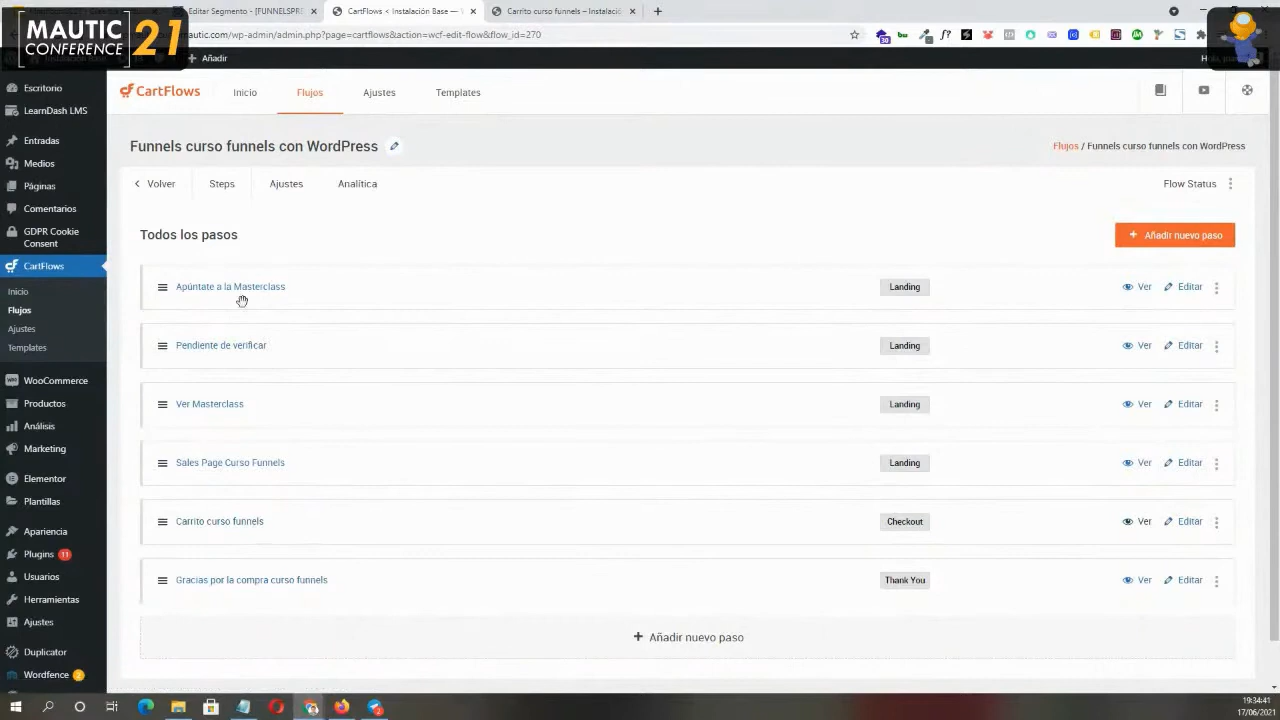 Editar Segmento - [FUNNELSPRE
CartFlows < Instalación Base —
Carrito curso funnels – Instalación
MAUTIC
CONFERENCE
21
autic.com/wp-admin/admin.php?page=cartflows&action=wcf-edit-flow&flow_id=270
Añadir
Escritorio
LearnDash LMS
Entradas
Medios
Páginas
Comentarios
GDPR Cookie
Consent
CartFlows
Inicio
Flujos
Ajustes
Templates
WooCommerce
Productos
Análisis
Marketing
Elementor
Plantillas
Apariencia
Plugins 11
Usuarios
Herramientas
Ajustes
Duplicator
Wordfence 2
CartFlows
Inicio
Flujos
Ajustes
Templates
Funnels curso funnels con WordPress
Flujos / Funnels curso funnels con WordPress
Volver
Steps
Ajustes
Analítica
Flow Status
Todos los pasos
+ Añadir nuevo paso
Apúntate a la Masterclass Landing Ver Editar
Pendiente de verificar Landing Ver Editar
Ver Masterclass Landing Ver Editar
Sales Page Curso Funnels Landing Ver Editar
Carrito curso funnels Checkout Ver Editar
Gracias por la compra curso funnels Thank You Ver Editar
+ Añadir nuevo paso
19:34:41
17/06/2021